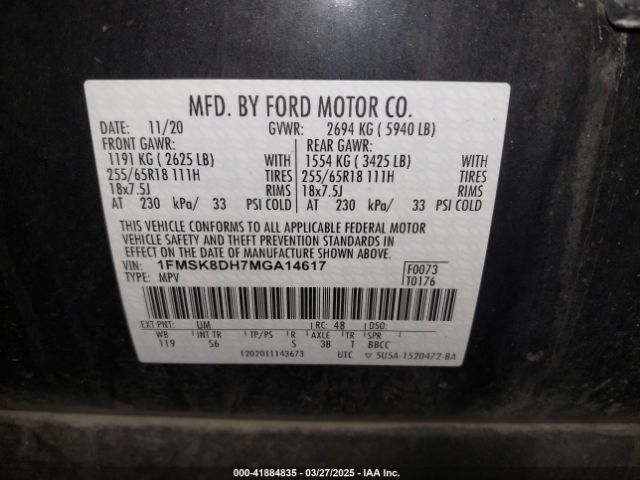 MFD. BY FORD MOTOR CO.
DATE: 11/20 GVWR: 2694 KG ( 5940 LB)
FRONT GAWR: REAR GAWR:
1191 KG ( 2625 LB) WITH 1554 KG ( 3425 LB) WITH
255/65R18 111H TIRES 255/65R18 111H TIRES
18x7.5J RIMS 18x7.5J RIMS
AT 230 kPa/ 33 PSI COLD AT 230 kPa/ 33 PSI COLD
THIS VEHICLE CONFORMS TO ALL APPLICABLE FEDERAL MOTOR
VEHICLE SAFETY AND THEFT PREVENTION STANDARDS IN
EFFECT ON THE DATE OF MANUFACTURE SHOWN ABOVE.
VIN: 1FMSK8DH7MGA14617 F0073
TYPE: MPV T0176
EXT PNT: UM RC: 48 DSO:
WB INT TR TP/PS R AXLE TR SPR
119 S6 S 3B T BBCC
1202011143673 UTC 5U5A-1520472-BA
000-41884835 - 03/27/2025 - IAA Inc.